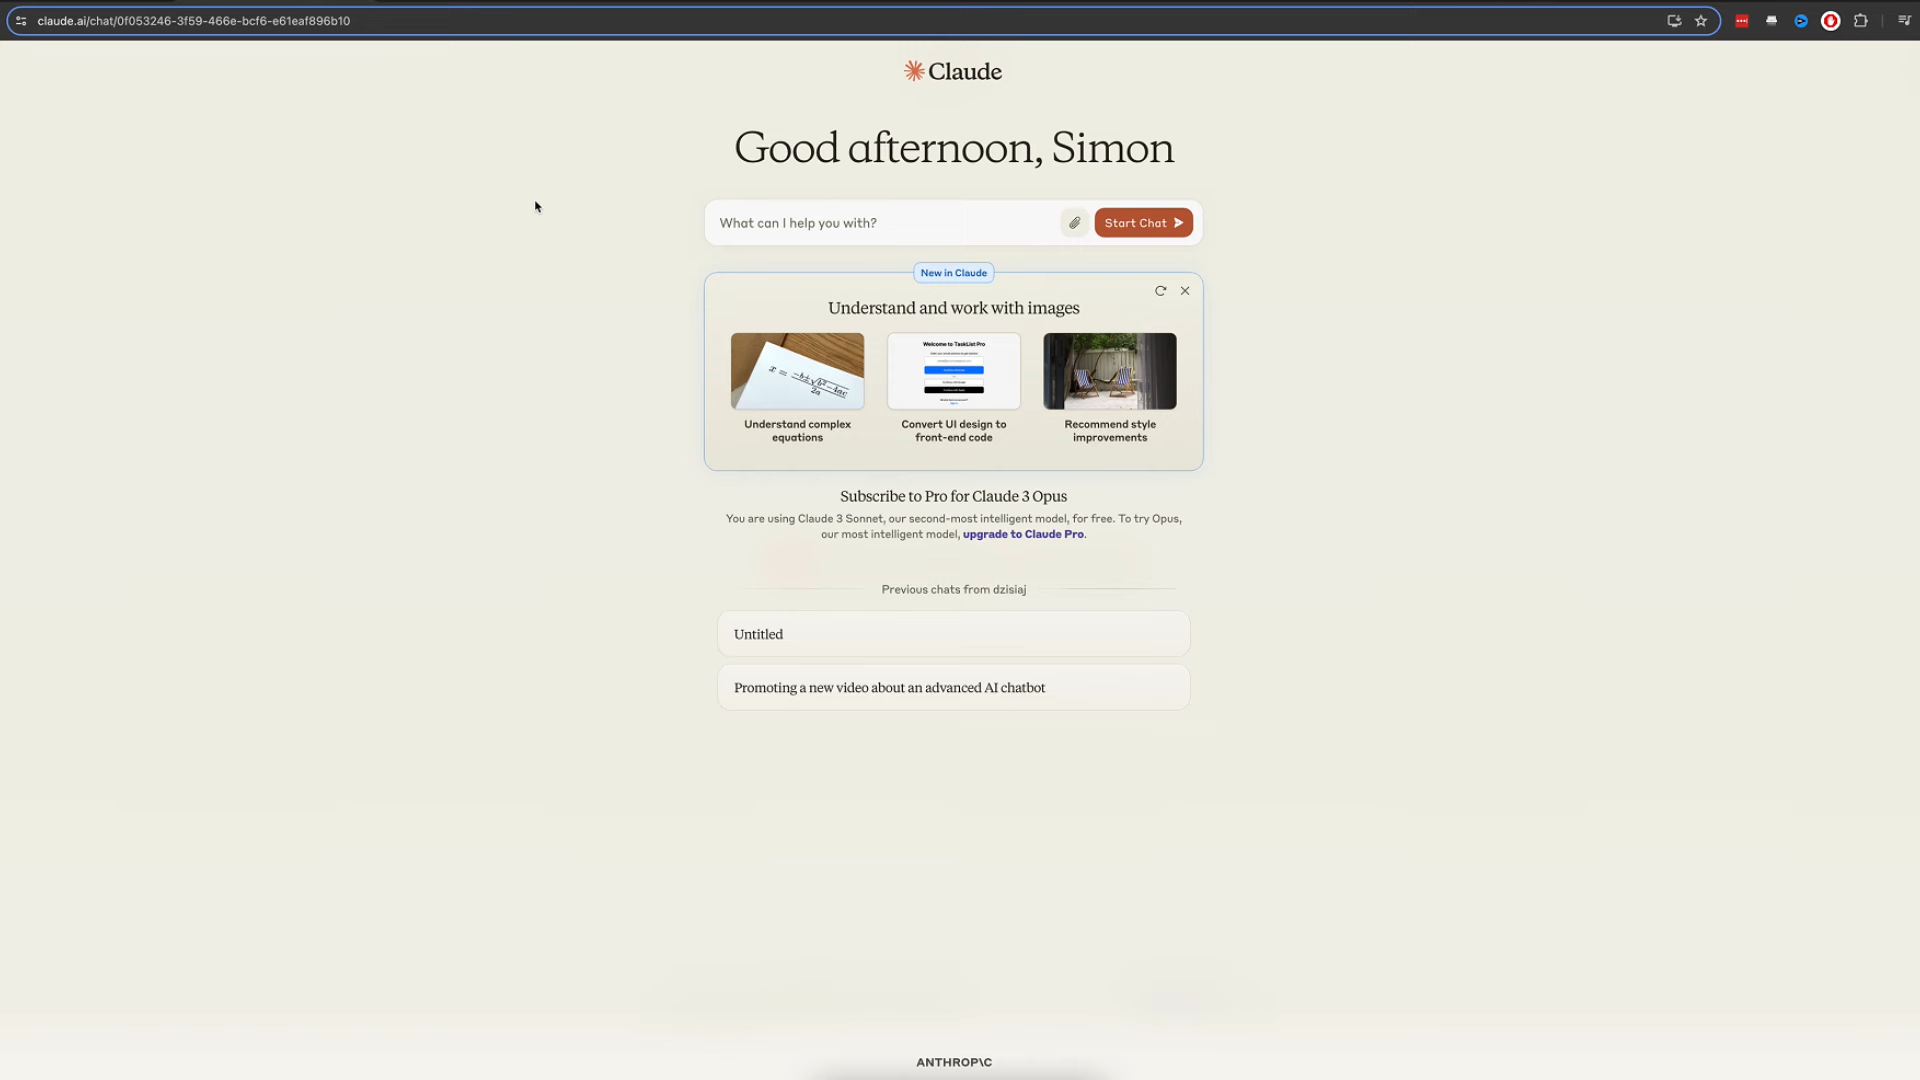 claude.ai/chat/0f053246-3f59-466e-bcf6-e61eaf896b10
Claude
Good afternoon, Simon
What can I help you with?
Start Chat
New in Claude
Understand and work with images
Welcome to TaskList Pro
Understand complex
equations
Convert UI design to
front-end code
Recommend style
improvements
Subscribe to Pro for Claude 3 Opus
You are using Claude 3 Sonnet, our second-most intelligent model, for free. To try Opus,
our most intelligent model, upgrade to Claude Pro.
Previous chats from dzisiaj
Untitled
Promoting a new video about an advanced AI chatbot
ANTHROP\C